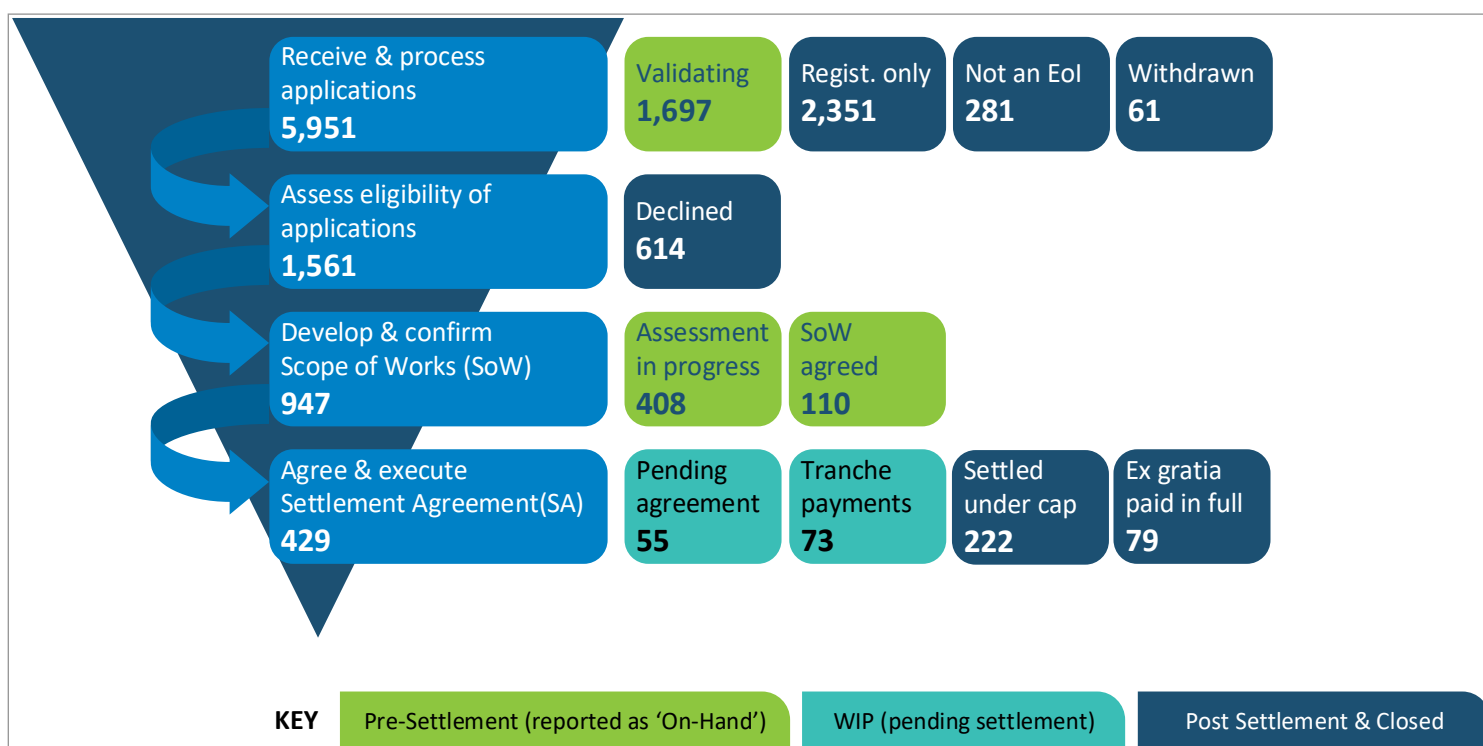 Receive & process
applications
5,951
Validating
1,697
Regist. only
2,351
Not an EoI
281
Withdrawn
61
Assess eligibility of
applications
1,561
Declined
614
Develop & confirm
Scope of Works (SoW)
947
Assessment
in progress
408
SoW
agreed
110
Agree & execute
Settlement Agreement(SA)
429
Pending
agreement
55
Tranche
payments
73
Settled
under cap
222
Ex gratia
paid in full
79
KEY
Pre-Settlement (reported as ‘On-Hand’)
WIP (pending settlement)
Post Settlement & Closed